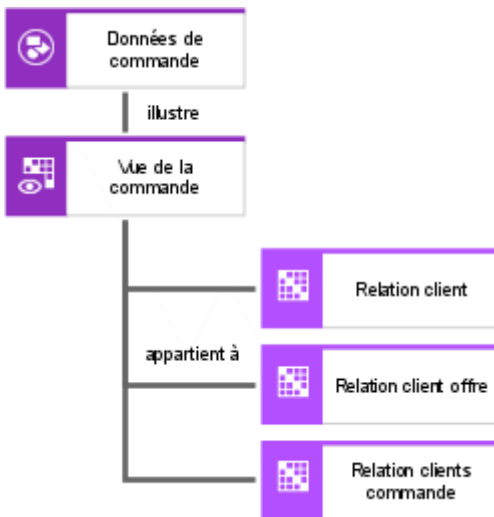 Données de
commande
illustre
Vue de la
commande
Relation client
appartient à
Relation client offre
Relation clients
commande